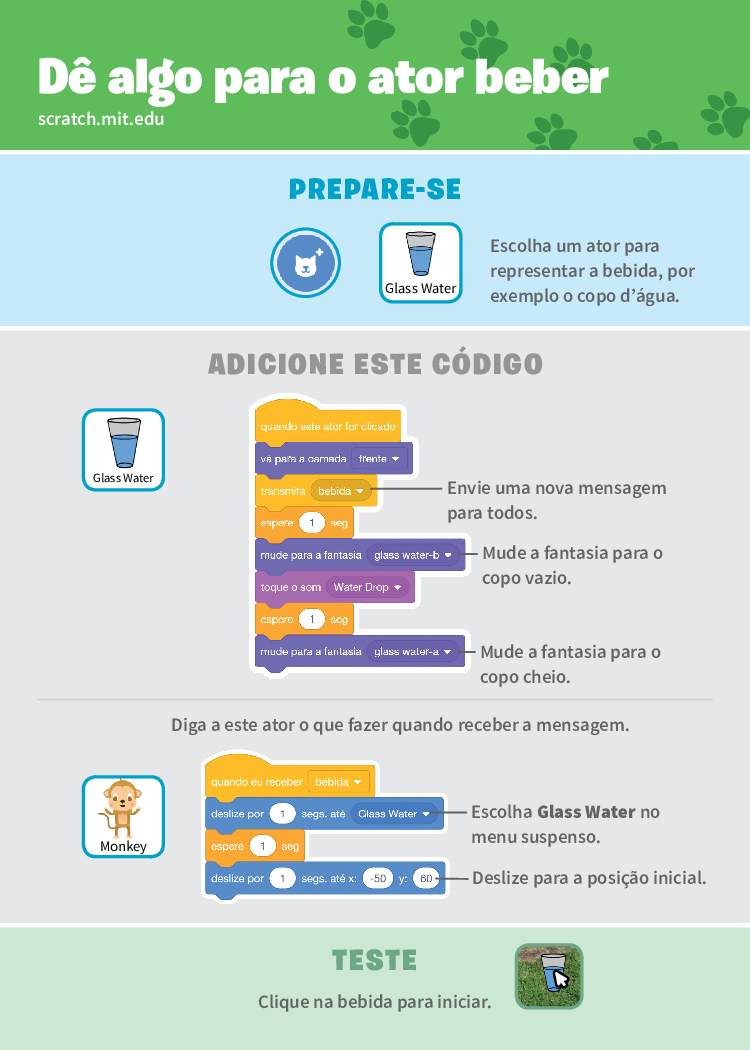 Dê algo para o ator beber
scratch.mit.edu
PREPARE-SE
Glass Water
Escolha um ator para
representar a bebida, por
exemplo o copo d’água.
ADICIONE ESTE CÓDIGO
Glass Water
quando este ator for clicado
vá para a camada frente
transmita bebida
espere 1 seg
mude para a fantasia glass water-b
toque o som Water Drop
espere 1 seg
mude para a fantasia glass water-a
Envie uma nova mensagem
para todos.
Mude a fantasia para o
copo vazio.
Mude a fantasia para o
copo cheio.
Diga a este ator o que fazer quando receber a mensagem.
Monkey
quando eu receber bebida
deslize por 1 segs. até Glass Water
espere 1 seg
deslize por 1 segs. até x: -50 y: 60
Escolha Glass Water no
menu suspenso.
Deslize para a posição inicial.
TESTE
Clique na bebida para iniciar.